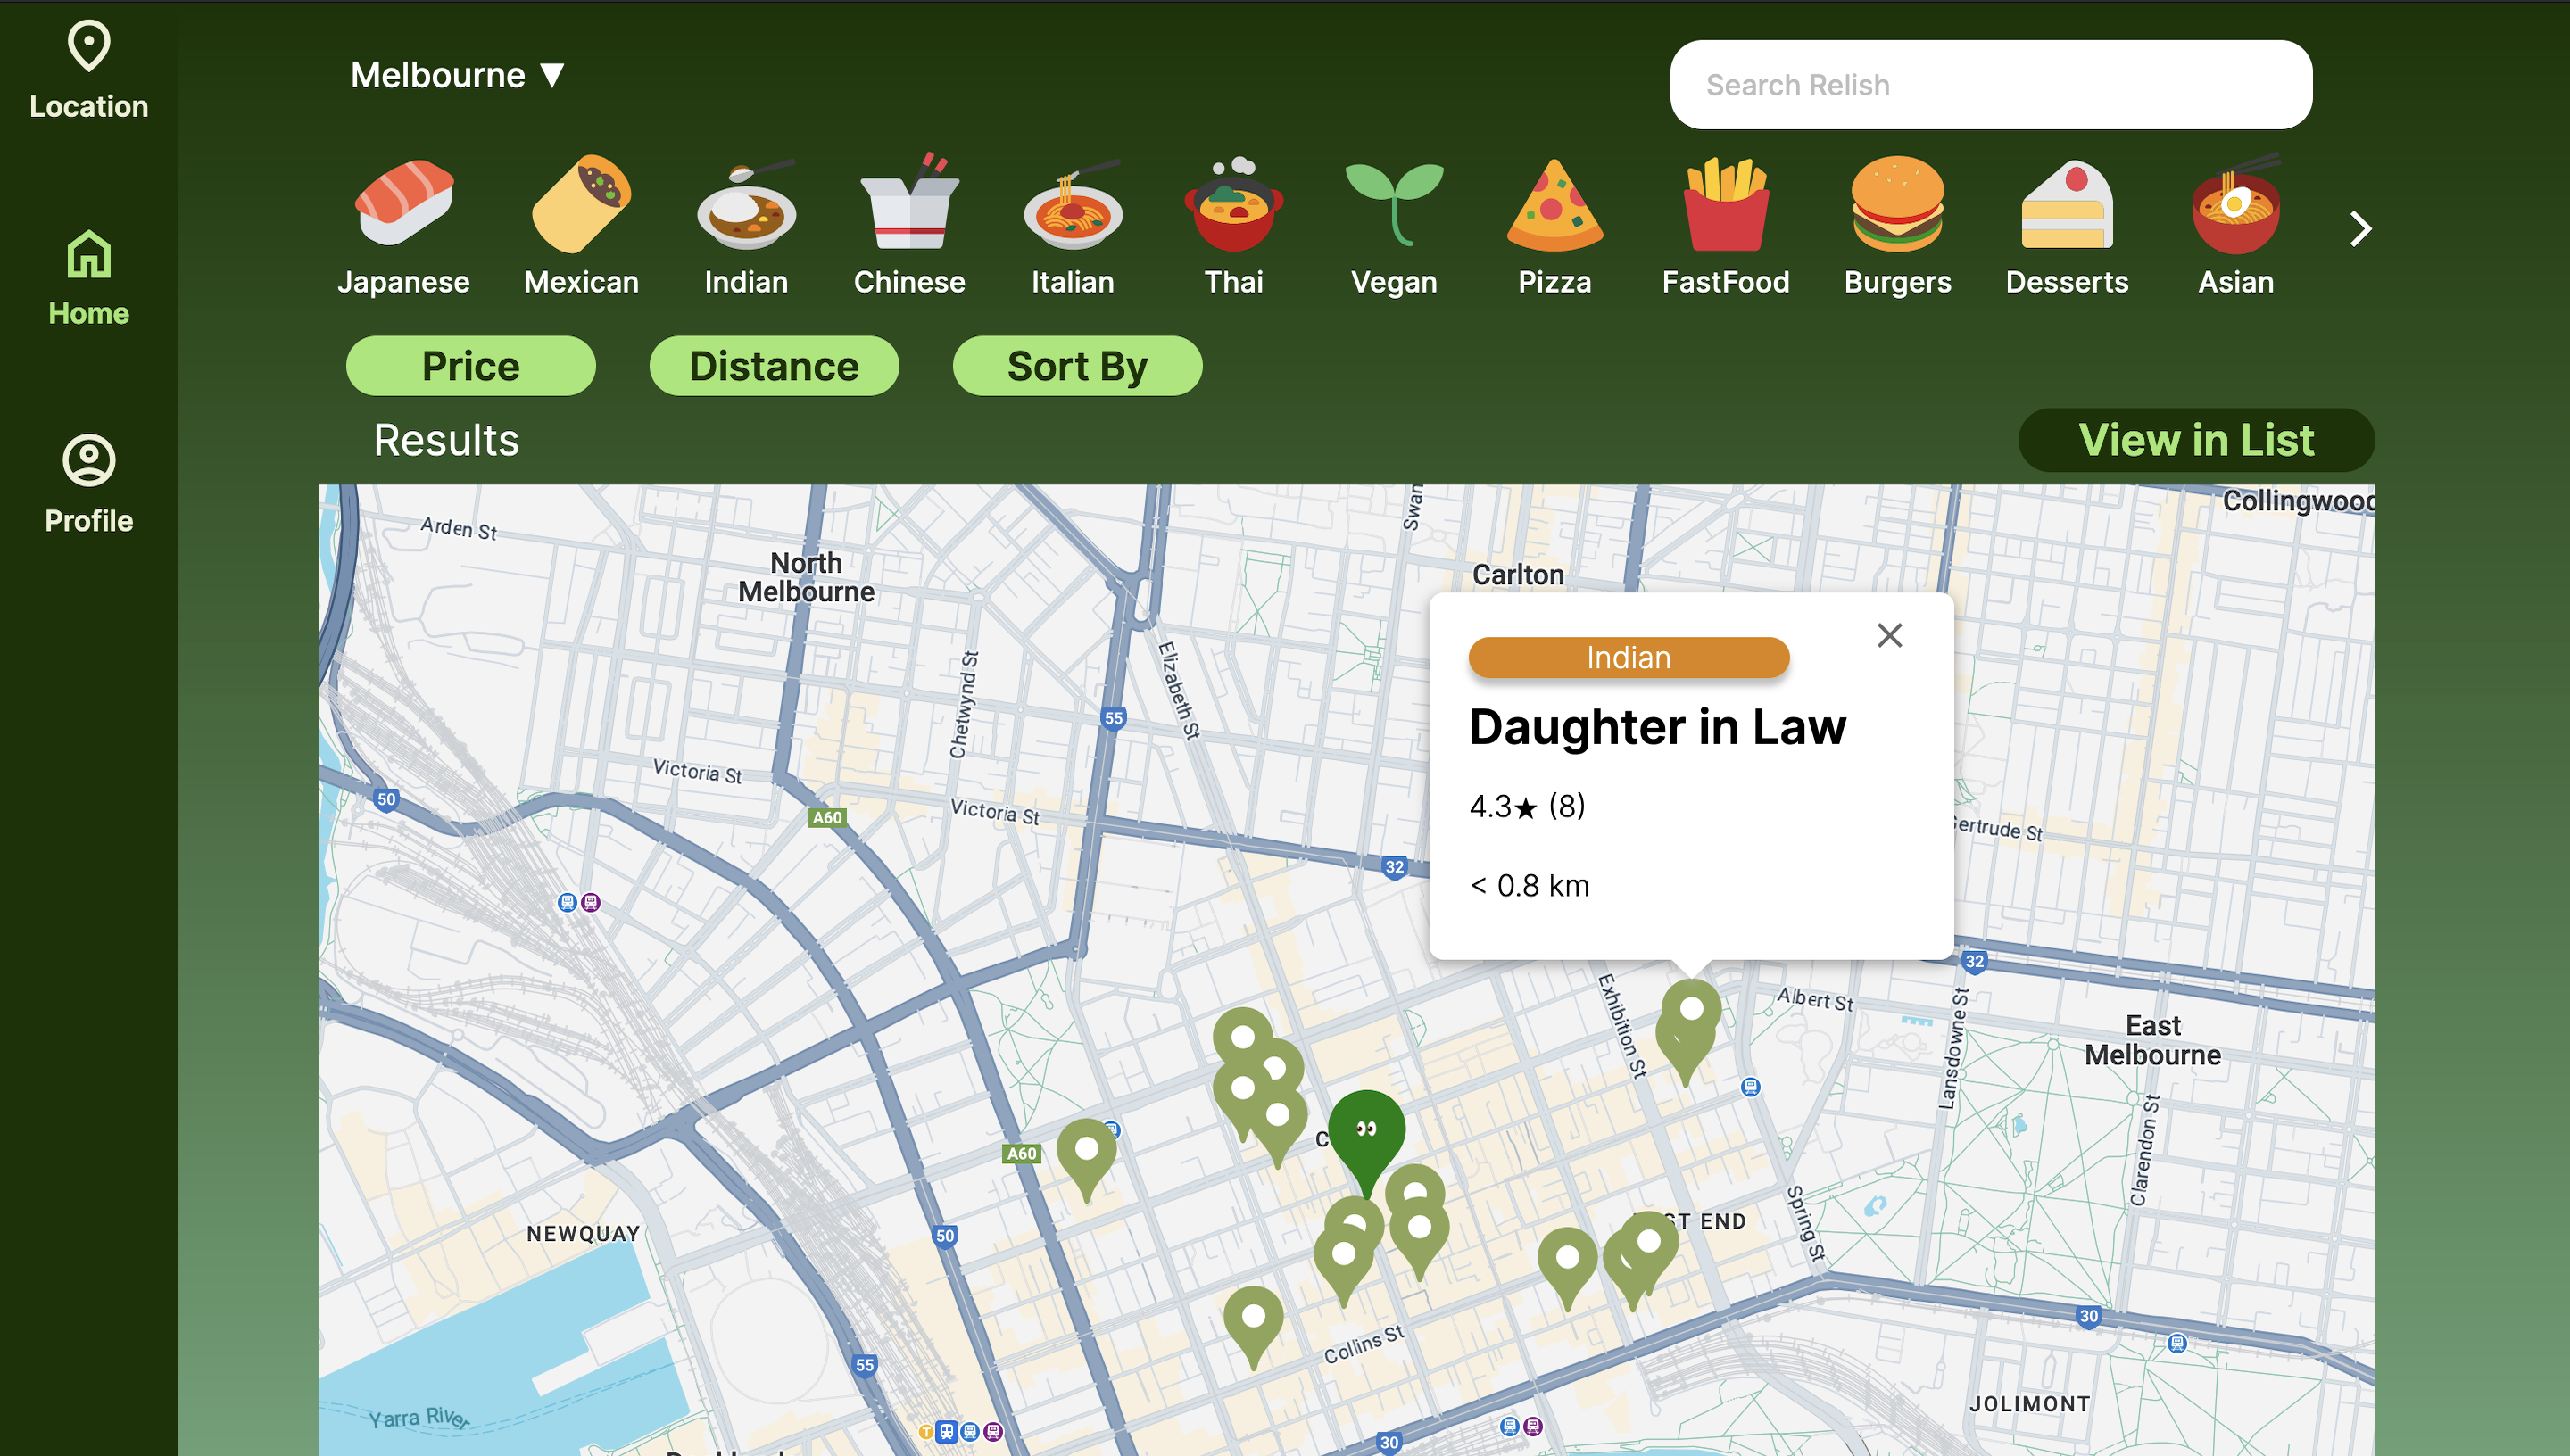 Location
Home
Profile
Melbourne ▼
Search Relish
Japanese
Mexican
Indian
Chinese
Italian
Thai
Vegan
Pizza
FastFood
Burgers
Desserts
Asian
Price
Distance
Sort By
Results
View in List
Collingwood
Arden St
Swan
North
Melbourne
Carlton
Indian
Daughter in Law
4.3★ (8)
< 0.8 km
Elizabeth St
Chetwynd St
55
Victoria St
50
A60
Victoria St
32
Gertrude St
32
Exhibition St
Albert St
Lansdowne St
East
Melbourne
Clarendon St
C
A60
NEWQUAY
50
ST END
Spring St
Collins St
30
55
JOLIMONT
Yarra River
T
30